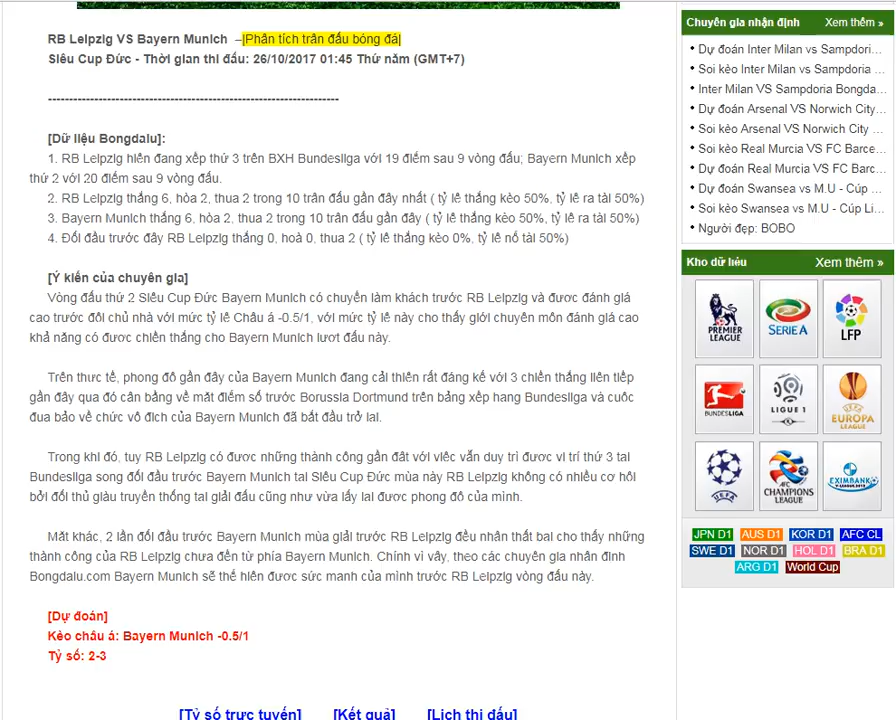 RB Leipzig VS Bayern Munich –|Phân tích trận đấu bóng đá|
Siêu Cup Đức - Thời gian thi đấu: 26/10/2017 01:45 Thứ năm (GMT+7)
----------------------------------------------------------------------
[Dữ liệu Bongdalu]:
1. RB Leipzig hiện đang xếp thứ 3 trên BXH Bundesliga với 19 điểm sau 9 vòng đấu; Bayern Munich xếp
thứ 2 với 20 điểm sau 9 vòng đấu.
2. RB Leipzig thắng 6, hòa 2, thua 2 trong 10 trận đấu gần đây nhất ( tỷ lệ thắng kèo 50%, tỷ lệ ra tài 50%)
3. Bayern Munich thắng 6, hòa 2, thua 2 trong 10 trận đấu gần đây ( tỷ lệ thắng kèo 50%, tỷ lệ ra tài 50%)
4. Đối đầu trước đây RB Leipzig thắng 0, hoà 0, thua 2 ( tỷ lệ thắng kèo 0%, tỷ lệ nổ tài 50%)
[Ý kiến của chuyên gia]
Vòng đấu thứ 2 Siêu Cup Đức Bayern Munich có chuyến làm khách trước RB Leipzig và được đánh giá
cao trước đội chủ nhà với mức tỷ lệ Châu á -0.5/1, với mức tỷ lệ này cho thấy giới chuyên môn đánh giá cao
khả năng có được chiến thắng cho Bayern Munich lượt đấu này.
Trên thực tế, phong độ gần đây của Bayern Munich đang cải thiện rất đáng kể với 3 chiến thắng liên tiếp
gần đây qua đó cân bằng về mặt điểm số trước Borussia Dortmund trên bảng xếp hạng Bundesliga và cuộc
đua bảo vệ chức vô địch của Bayern Munich đã bắt đầu trở lại.
Trong khi đó, tuy RB Leipzig có được những thành công gần đât với việc vẫn duy trì được vị trí thứ 3 tại
Bundesliga song đối đầu trước Bayern Munich tại Siêu Cup Đức mùa này RB Leipzig không có nhiều cơ hội
bởi đối thủ giàu truyền thống tại giải đấu cũng như vừa lấy lại được phong độ của mình.
Mặt khác, 2 lần đối đầu trước Bayern Munich mùa giải trước RB Leipzig đều nhận thất bại cho thấy những
thành công của RB Leipzig chưa đến từ phía Bayern Munich. Chính vì vậy, theo các chuyên gia nhận định
Bongdalu.com Bayern Munich sẽ thể hiện được sức mạnh của mình trước RB Leipzig vòng đấu này.
[Dự đoán]
Kèo châu á: Bayern Munich -0.5/1
Tỷ số: 2-3
[Tỷ số trực tuyến] [Kết quả] [Lịch thi đấu]
Chuyên gia nhận định Xem thêm »
Dự đoán Inter Milan vs Sampdori...
Soi kèo Inter Milan vs Sampdoria ...
Inter Milan VS Sampdoria Bongda...
Dự đoán Arsenal VS Norwich City...
Soi kèo Arsenal VS Norwich City ...
Soi kèo Real Murcia VS FC Barce...
Dự đoán Real Murcia VS FC Barc...
Dự đoán Swansea vs M.U - Cúp ...
Soi kèo Swansea vs M.U - Cúp Li...
Người đẹp: BOBO
Kho dữ liệu Xem thêm »
PREMIER LEAGUE
SERIE A
LFP
BUNDESLIGA
LIGUE 1
UEFA EUROPA LEAGUE
UEFA
AFC CHAMPIONS LEAGUE
EXIMBANK V-LEAGUE 2012
JPN D1 AUS D1 KOR D1 AFC CL
SWE D1 NOR D1 HOL D1 BRA D1
ARG D1 World Cup